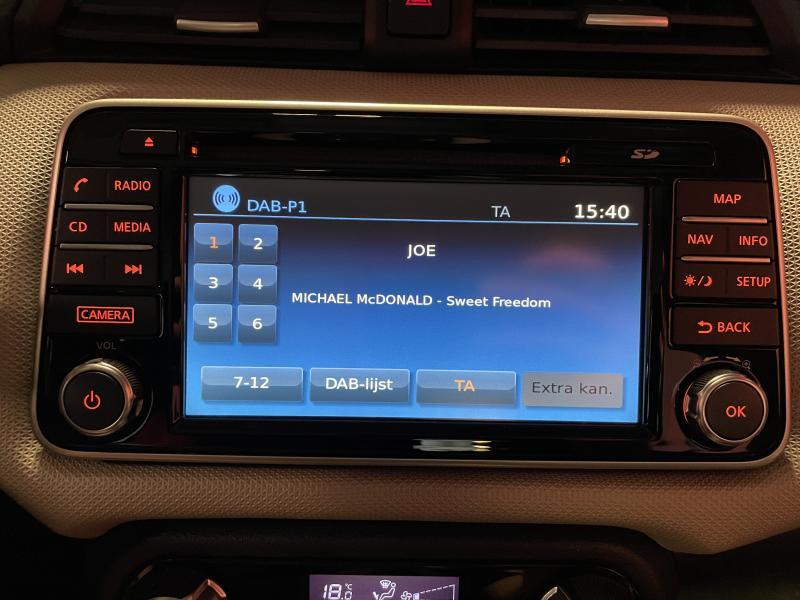 RADIO
CD MEDIA
CAMERA
VOL
SD
DAB-P1 TA 15:40
1 2
JOE
3 4
MICHAEL McDONALD - Sweet Freedom
5 6
7-12 DAB-lijst TA Extra kan.
MAP
NAV INFO
SETUP
BACK
OK
18.0 °C